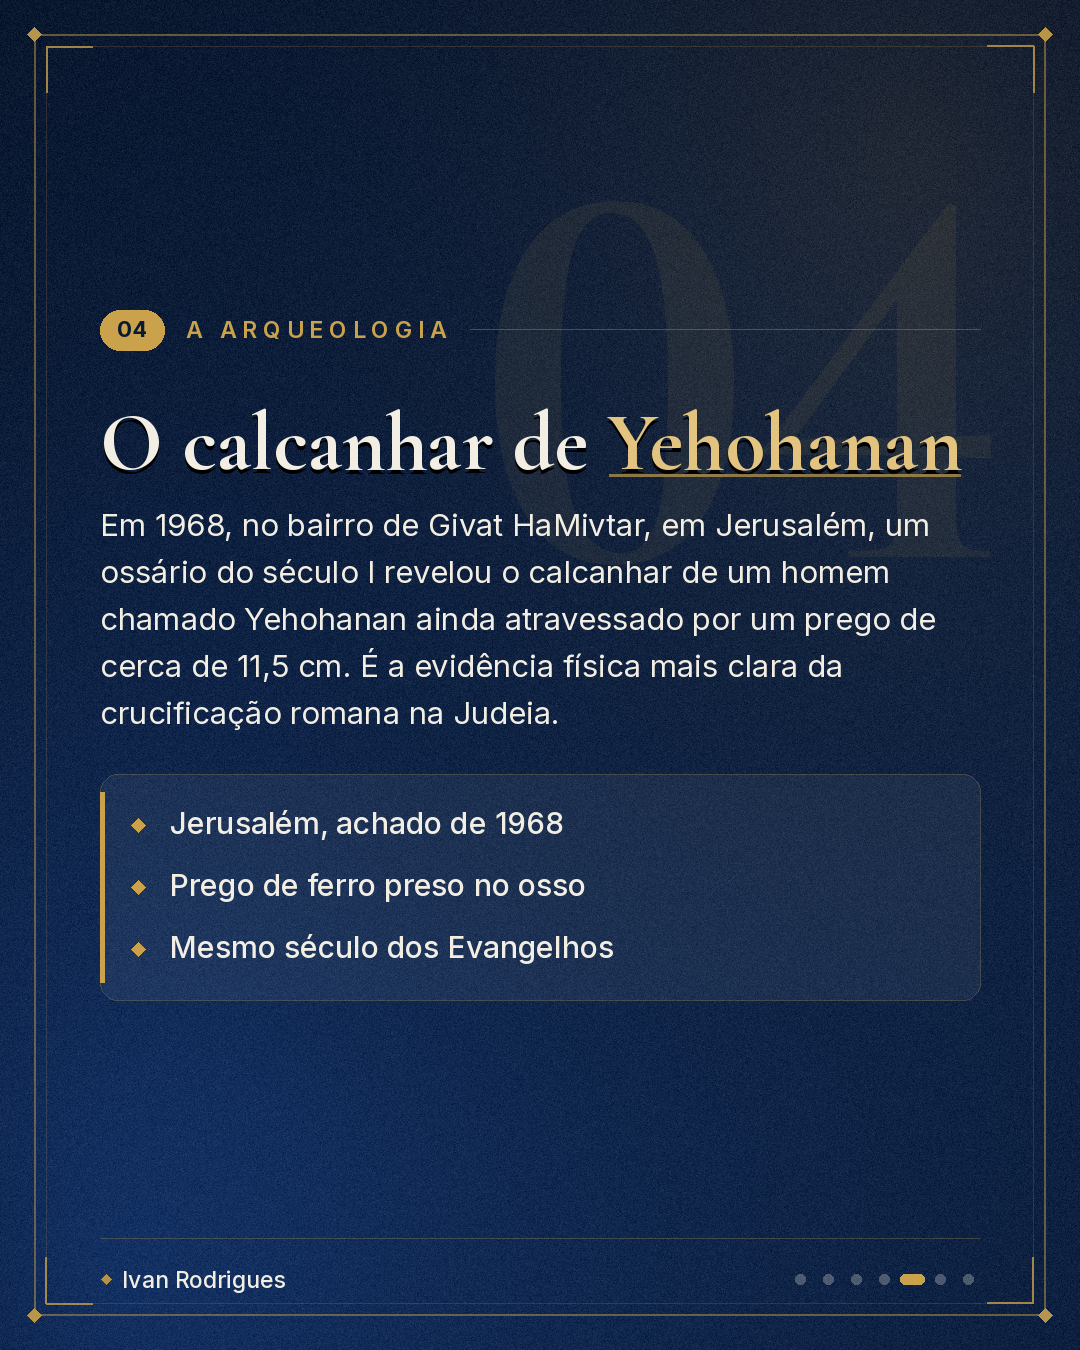 04
04 A ARQUEOLOGIA
O calcanhar de Yehohanan
Em 1968, no bairro de Givat HaMivtar, em Jerusalém, um
ossário do século I revelou o calcanhar de um homem
chamado Yehohanan ainda atravessado por um prego de
cerca de 11,5 cm. É a evidência física mais clara da
crucificação romana na Judeia.
Jerusalém, achado de 1968
Prego de ferro preso no osso
Mesmo século dos Evangelhos
Ivan Rodrigues